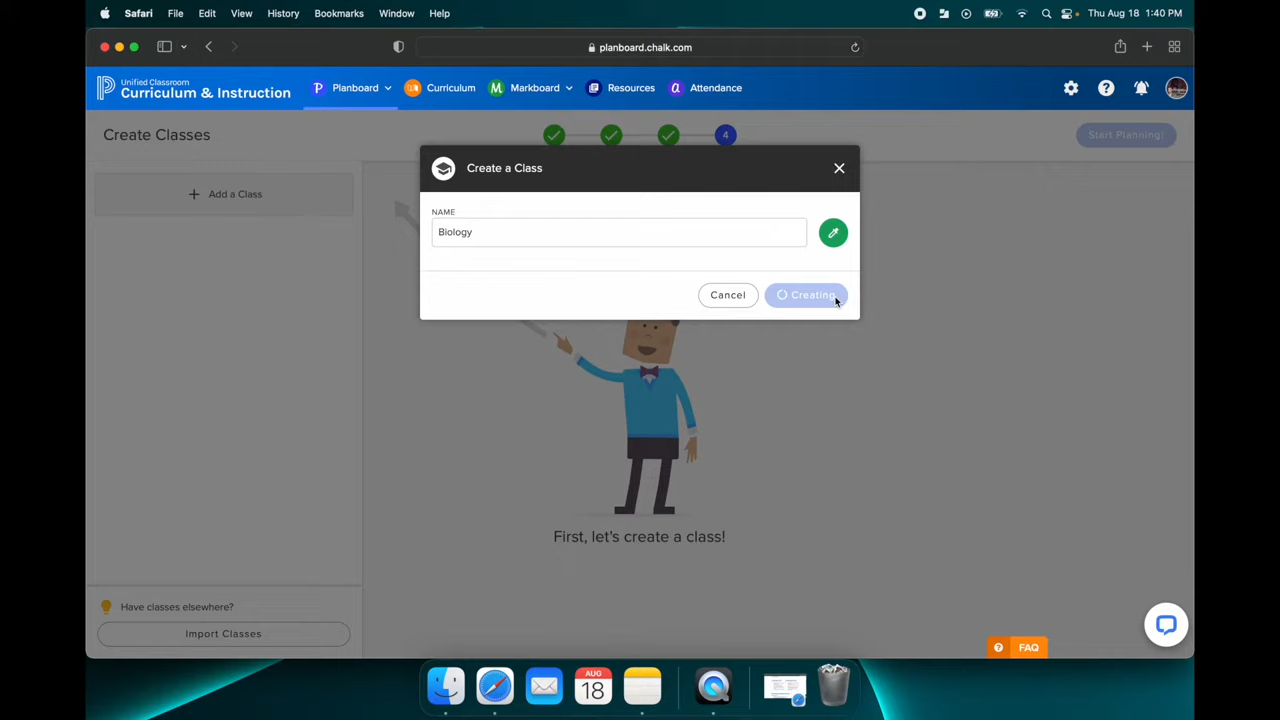 Safari File Edit View History Bookmarks Window Help Thu Aug 18 1:40 PM
planboard.chalk.com
Unified Classroom
Curriculum & Instruction
Planboard Curriculum M Markboard Resources Attendance
Create Classes 4 Start Planning!
Create a Class
Add a Class
NAME
Biology
Cancel Creating
First, let's create a class!
Have classes elsewhere?
Import Classes
FAQ
AUG
18